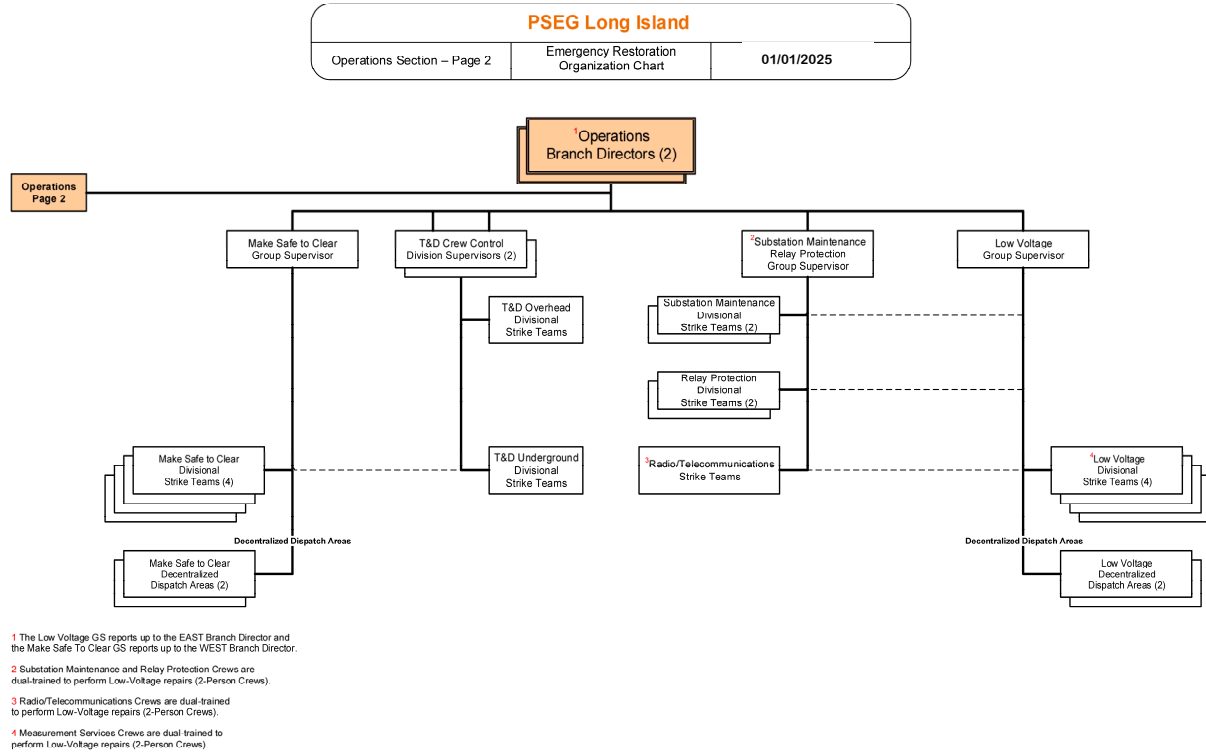 PSEG Long Island
Operations Section – Page 2
Emergency Restoration
Organization Chart
01/01/2025
1Operations
Branch Directors (2)
Operations
Page 2
Make Safe to Clear
Group Supervisor
T&D Crew Control
Division Supervisors (2)
2Substation Maintenance
Relay Protection
Group Supervisor
Low Voltage
Group Supervisor
T&D Overhead
Divisional
Strike Teams
Substation Maintenance
Divisional
Strike Teams (2)
Relay Protection
Divisional
Strike Teams (2)
Make Safe to Clear
Divisional
Strike Teams (4)
T&D Underground
Divisional
Strike Teams
3Radio/Telecommunications
Strike Teams
4Low Voltage
Divisional
Strike Teams (4)
Decentralized Dispatch Areas
Decentralized Dispatch Areas
Make Safe to Clear
Decentralized
Dispatch Areas (2)
Low Voltage
Decentralized
Dispatch Areas (2)
1 The Low Voltage GS reports up to the EAST Branch Director and
the Make Safe To Clear GS reports up to the WEST Branch Director.
2 Substation Maintenance and Relay Protection Crews are
dual-trained to perform Low-Voltage repairs (2-Person Crews).
3 Radio/Telecommunications Crews are dual-trained
to perform Low-Voltage repairs (2-Person Crews).
4 Measurement Services Crews are dual-trained to
perform Low-Voltage repairs (2-Person Crews)